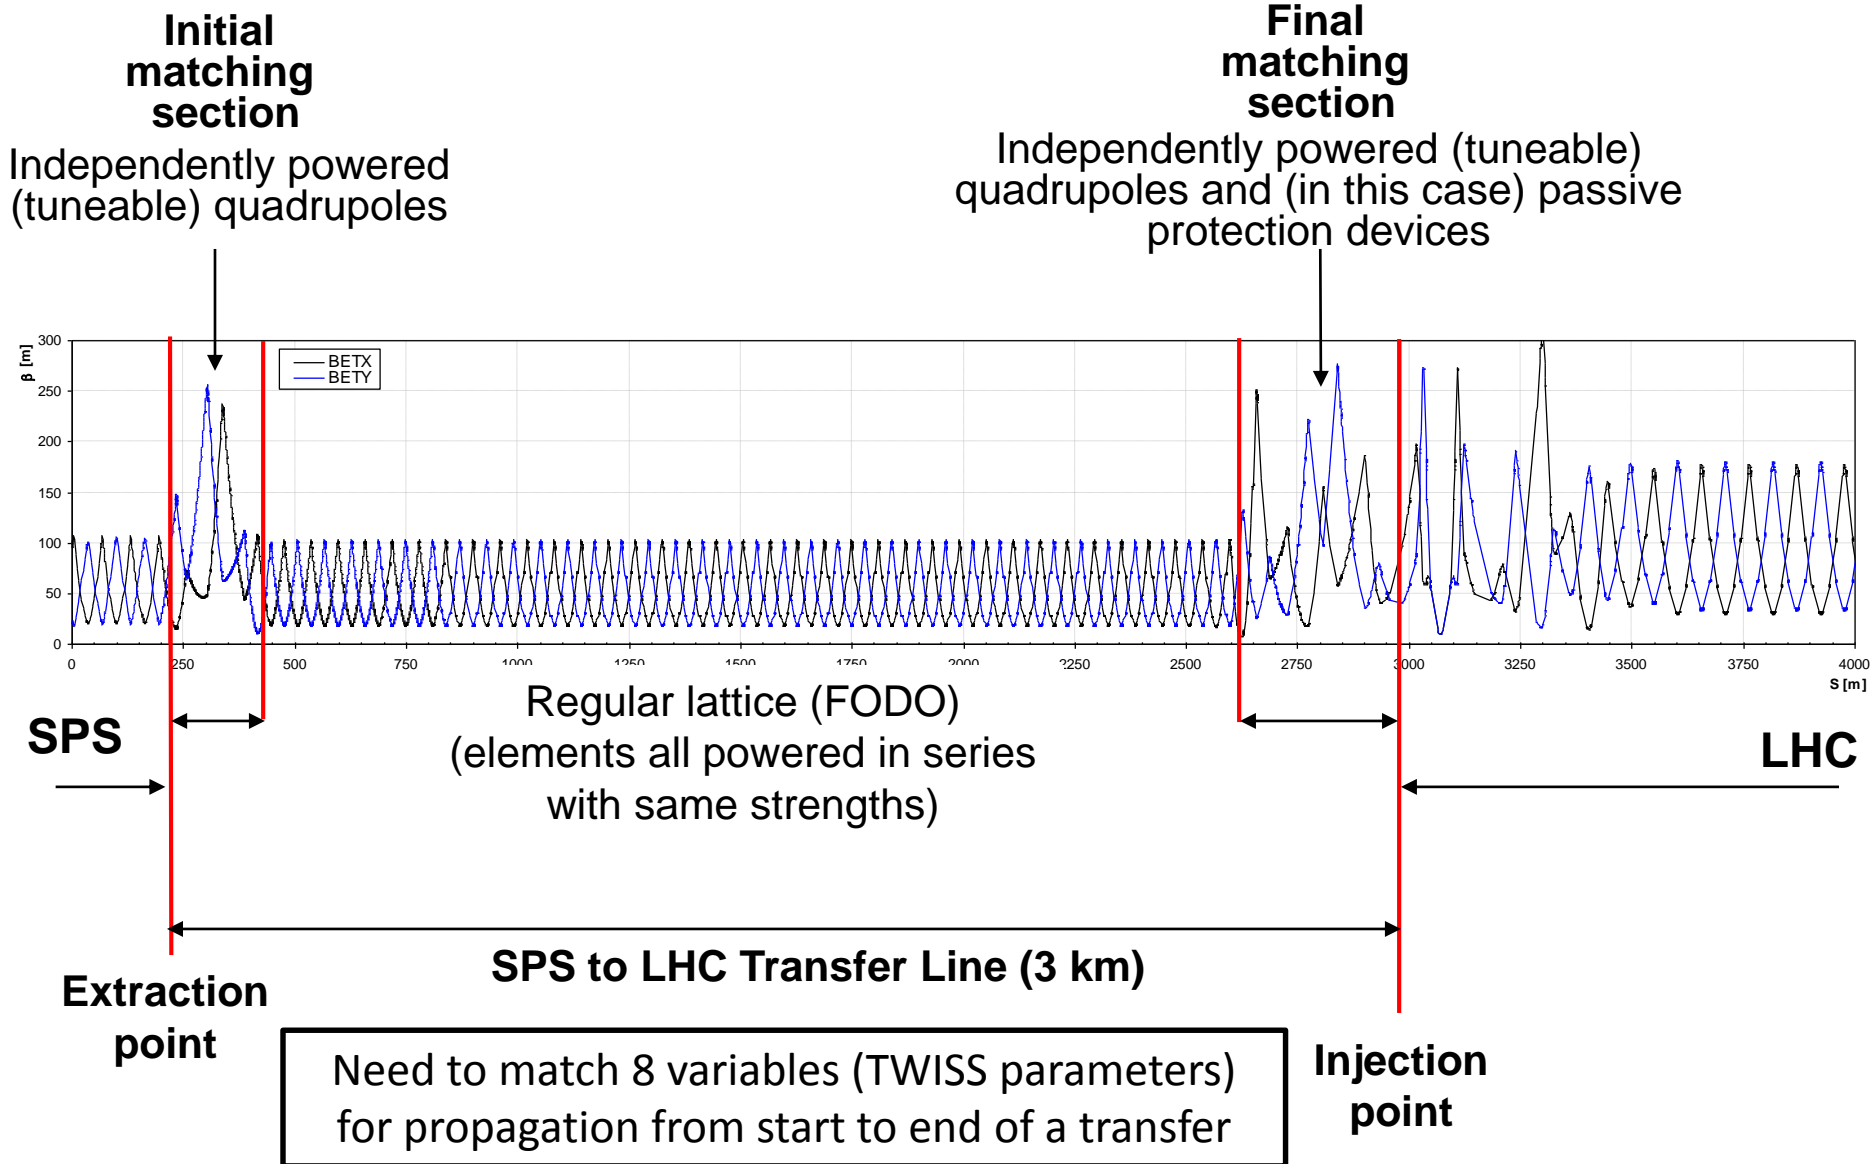 Initial
matching
section
Independently powered
(tuneable) quadrupoles
Final
matching
section
Independently powered (tuneable)
quadrupoles and (in this case) passive
protection devices
β [m]
300
250
200
150
100
50
0
BETX
BETY
0 250 500 750 1000 1250 1500 1750 2000 2250 2500 2750 3000 3250 3500 3750 4000
S [m]
Regular lattice (FODO)
(elements all powered in series
with same strengths)
SPS
LHC
SPS to LHC Transfer Line (3 km)
Extraction
point
Injection
point
Need to match 8 variables (TWISS parameters)
for propagation from start to end of a transfer